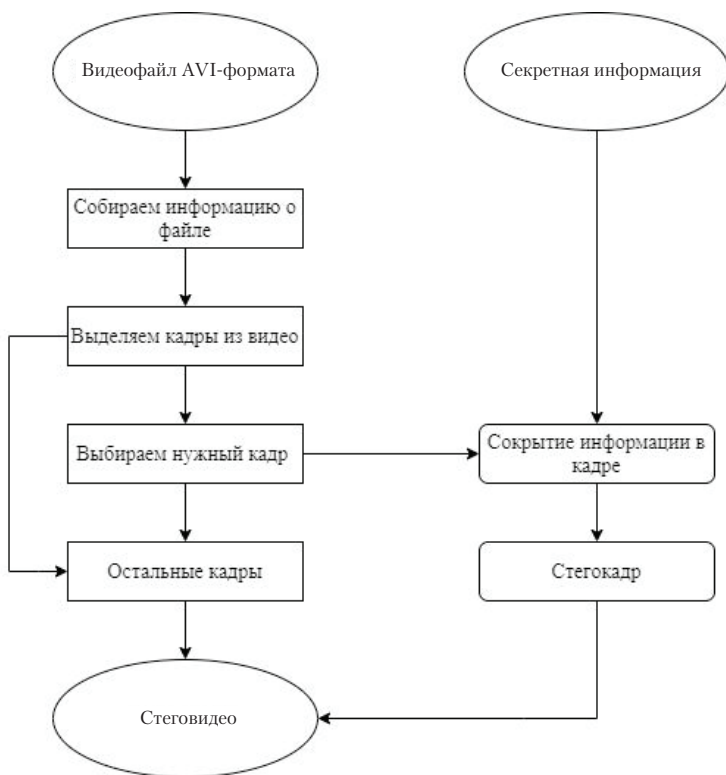 Видеофайл AVI-формата
Секретная информация
Собираем информацию о
файле
Выделяем кадры из видео
Выбираем нужный кадр
Сокрытие информации в
кадре
Остальные кадры
Стегокадр
Стеговидео